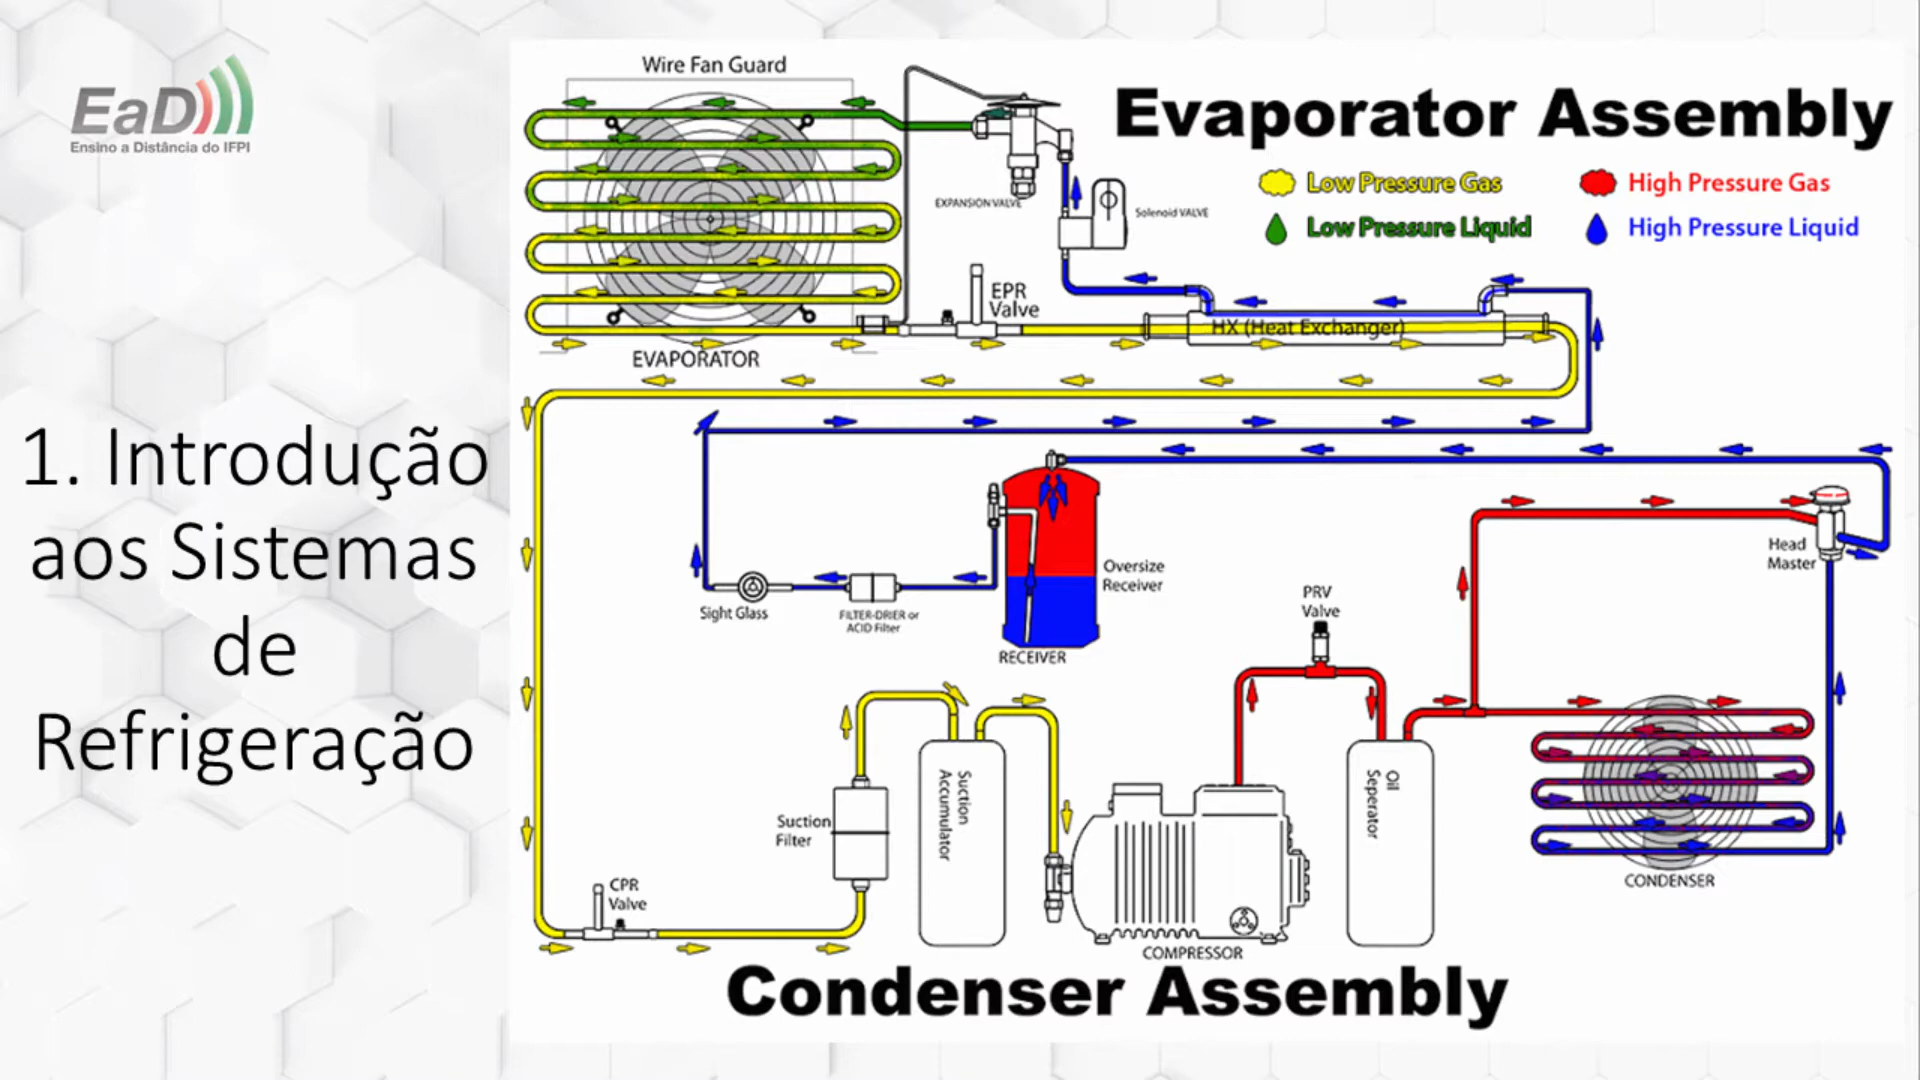 EaD
Ensino a Distância do IFPI
1. Introdução
aos Sistemas
de
Refrigeração
Wire Fan Guard
Evaporator Assembly
Low Pressure Gas
High Pressure Gas
Low Pressure Liquid
High Pressure Liquid
EXPANSION VALVE
Solenoid VALVE
EPR
Valve
HX (Heat Exchanger)
EVAPORATOR
Head
Master
Oversize
Receiver
PRV
Valve
Sight Glass
FILTER-DRIER or
ACID Filter
RECEIVER
Suction
Accumulator
Oil
Seperator
Suction
Filter
CPR
Valve
CONDENSER
COMPRESSOR
Condenser Assembly